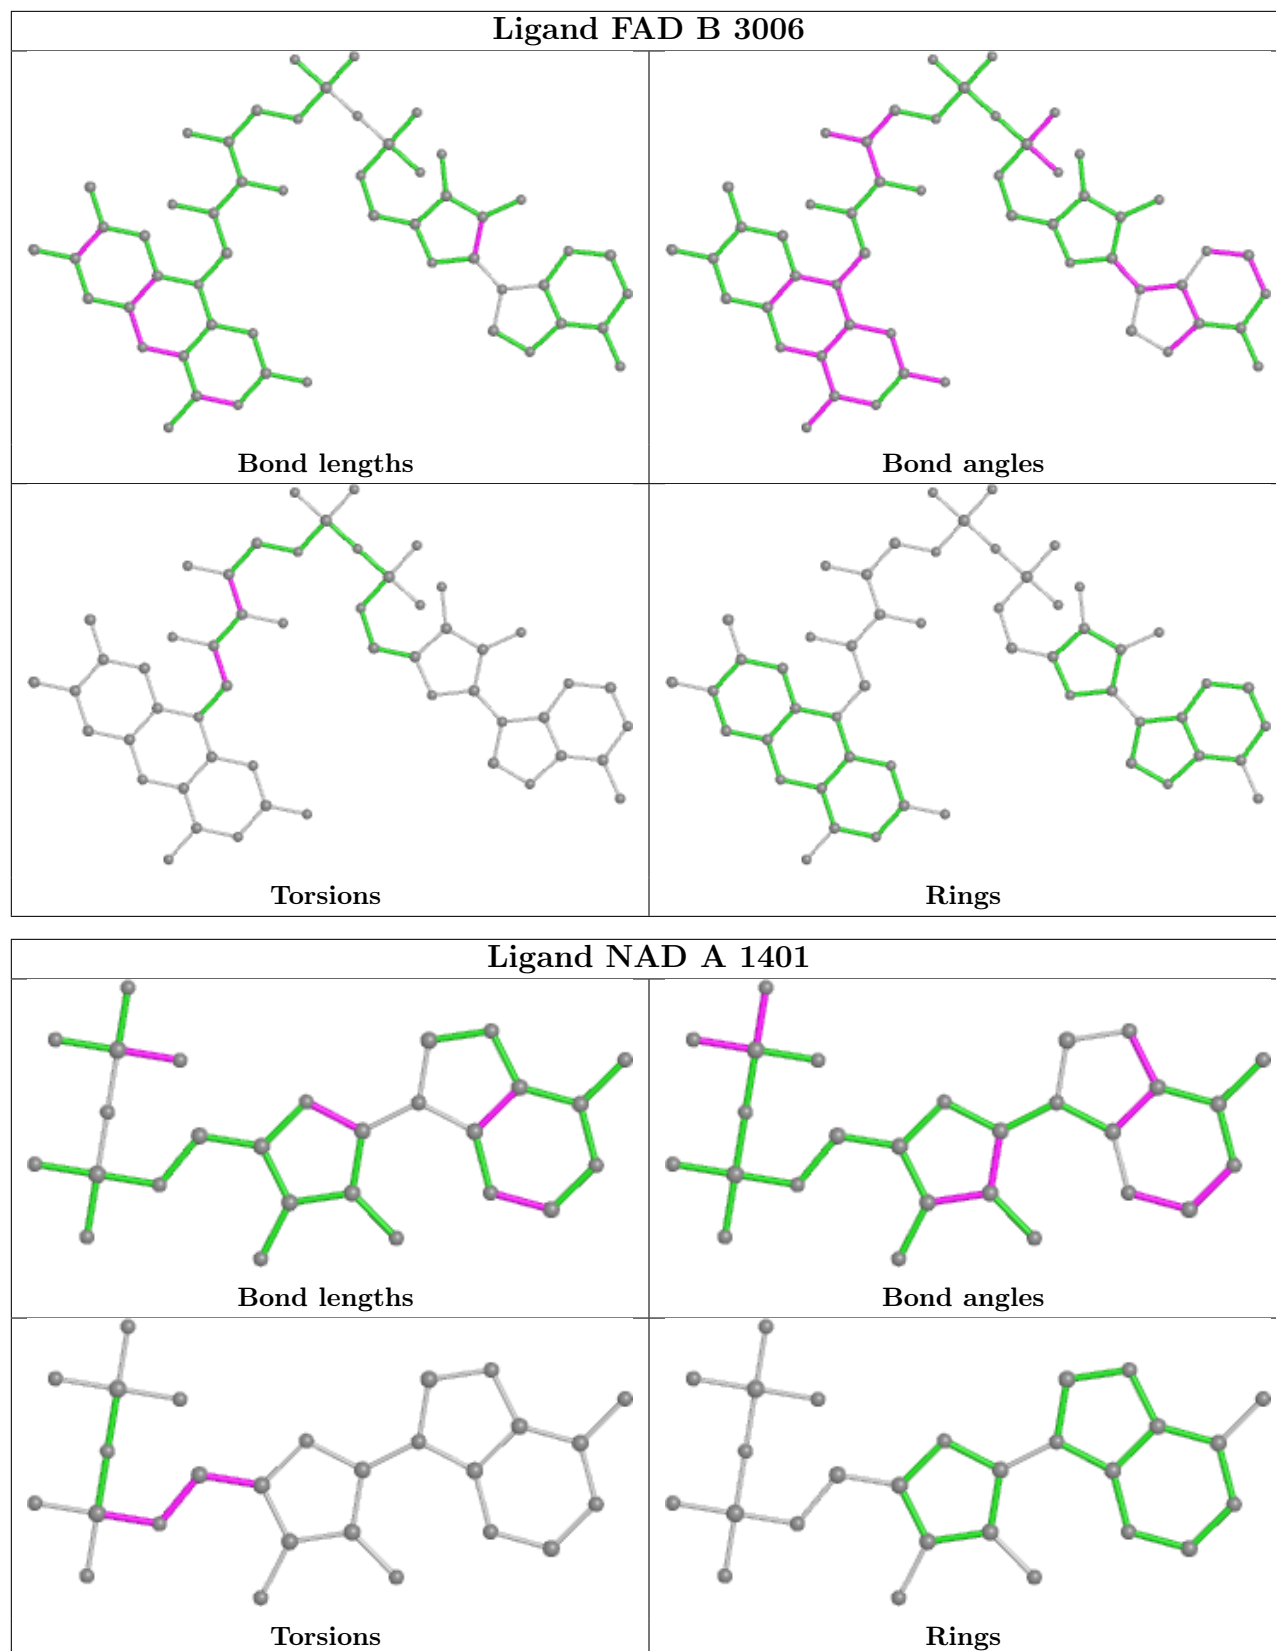 Ligand FAD B 3006
Bond lengths
Bond angles
Torsions
Rings
Ligand NAD A 1401
Bond lengths
Bond angles
Torsions
Rings